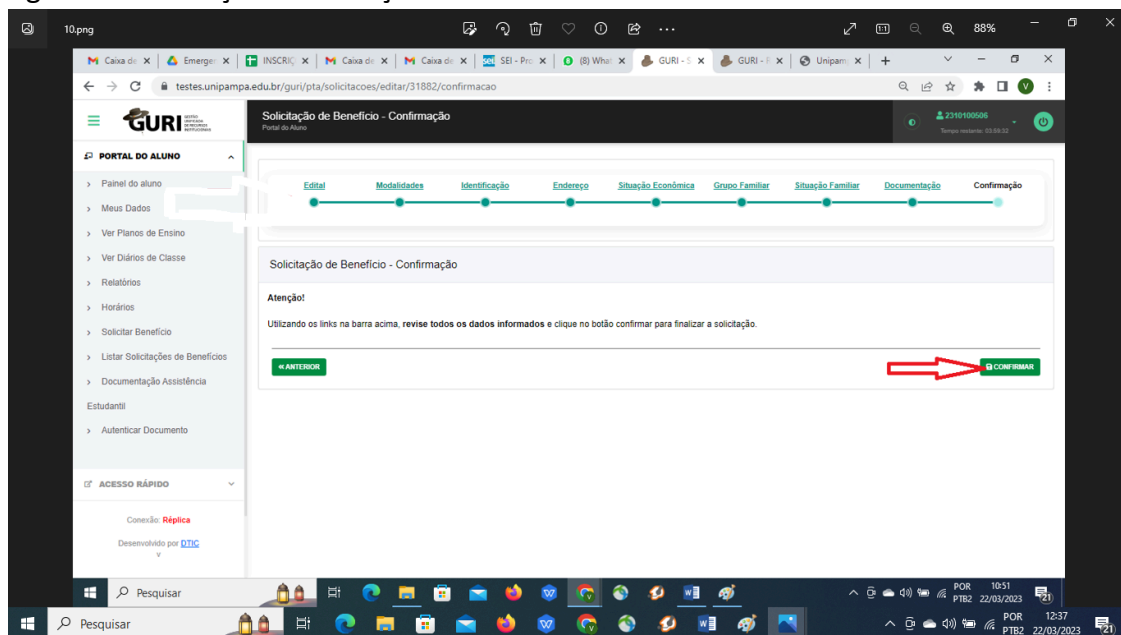 10.png
88%
Caixa de
Emerger
INSCRIÇ
Caixa de
Caixa de
SEI - Pro
(8) What
GURI - S
GURI - F
Unipam
testes.unipampa.edu.br/guri/pta/solicitacoes/editar/31882/confirmacao
V
GURI
Solicitação de Benefício - Confirmação
Portal do Aluno
2310100506
Tempo restante: 03:59:52
PORTAL DO ALUNO
Painel do aluno
Meus Dados
Ver Planos de Ensino
Ver Diários de Classe
Relatórios
Horários
Solicitar Benefício
Listar Solicitações de Benefícios
Documentação Assistência
Estudantil
Autenticar Documento
ACESSO RÁPIDO
Conexão: Réplica
Desenvolvido por DTIC
v
Edital Modalidades Identificação Endereço Situação Econômica Grupo Familiar Situação Familiar Documentação Confirmação
Solicitação de Benefício - Confirmação
Atenção!
Utilizando os links na barra acima, revise todos os dados informados e clique no botão confirmar para finalizar a solicitação.
« ANTERIOR
CONFIRMAR
Pesquisar
POR 10:51
PTB2 22/03/2023
21
Pesquisar
POR 12:37
PTB2 22/03/2023
21